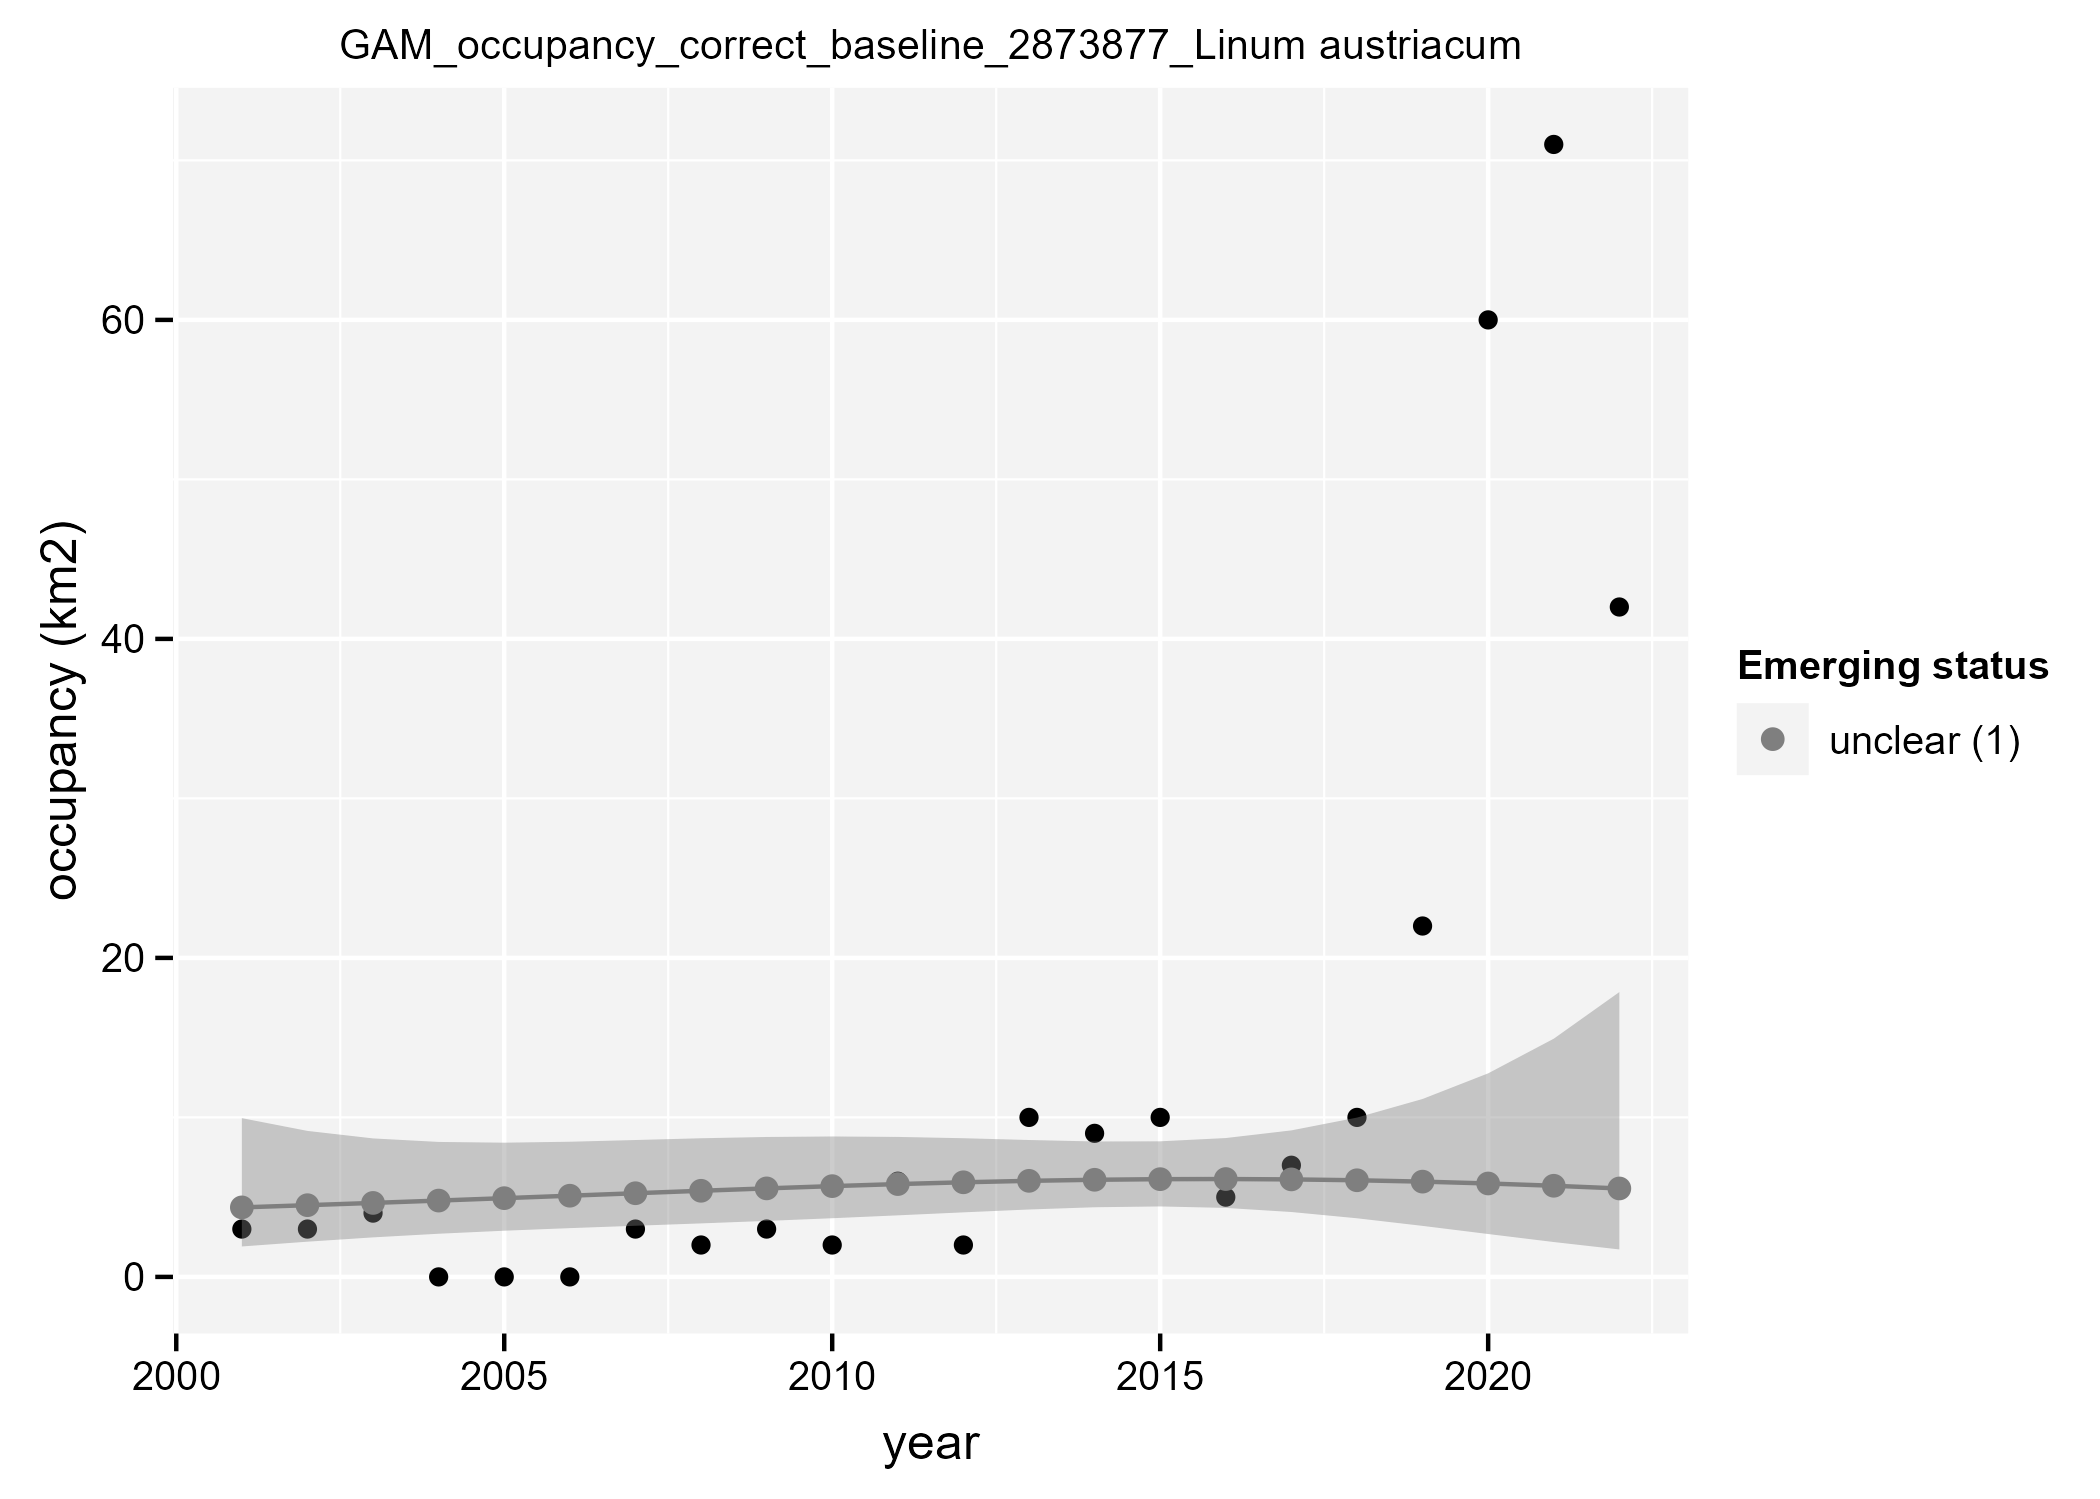 GAM_occupancy_correct_baseline_2873877_Linum austriacum
occupancy (km2)
60
40
20
0
2000 2005 2010 2015 2020
year
Emerging status
unclear (1)